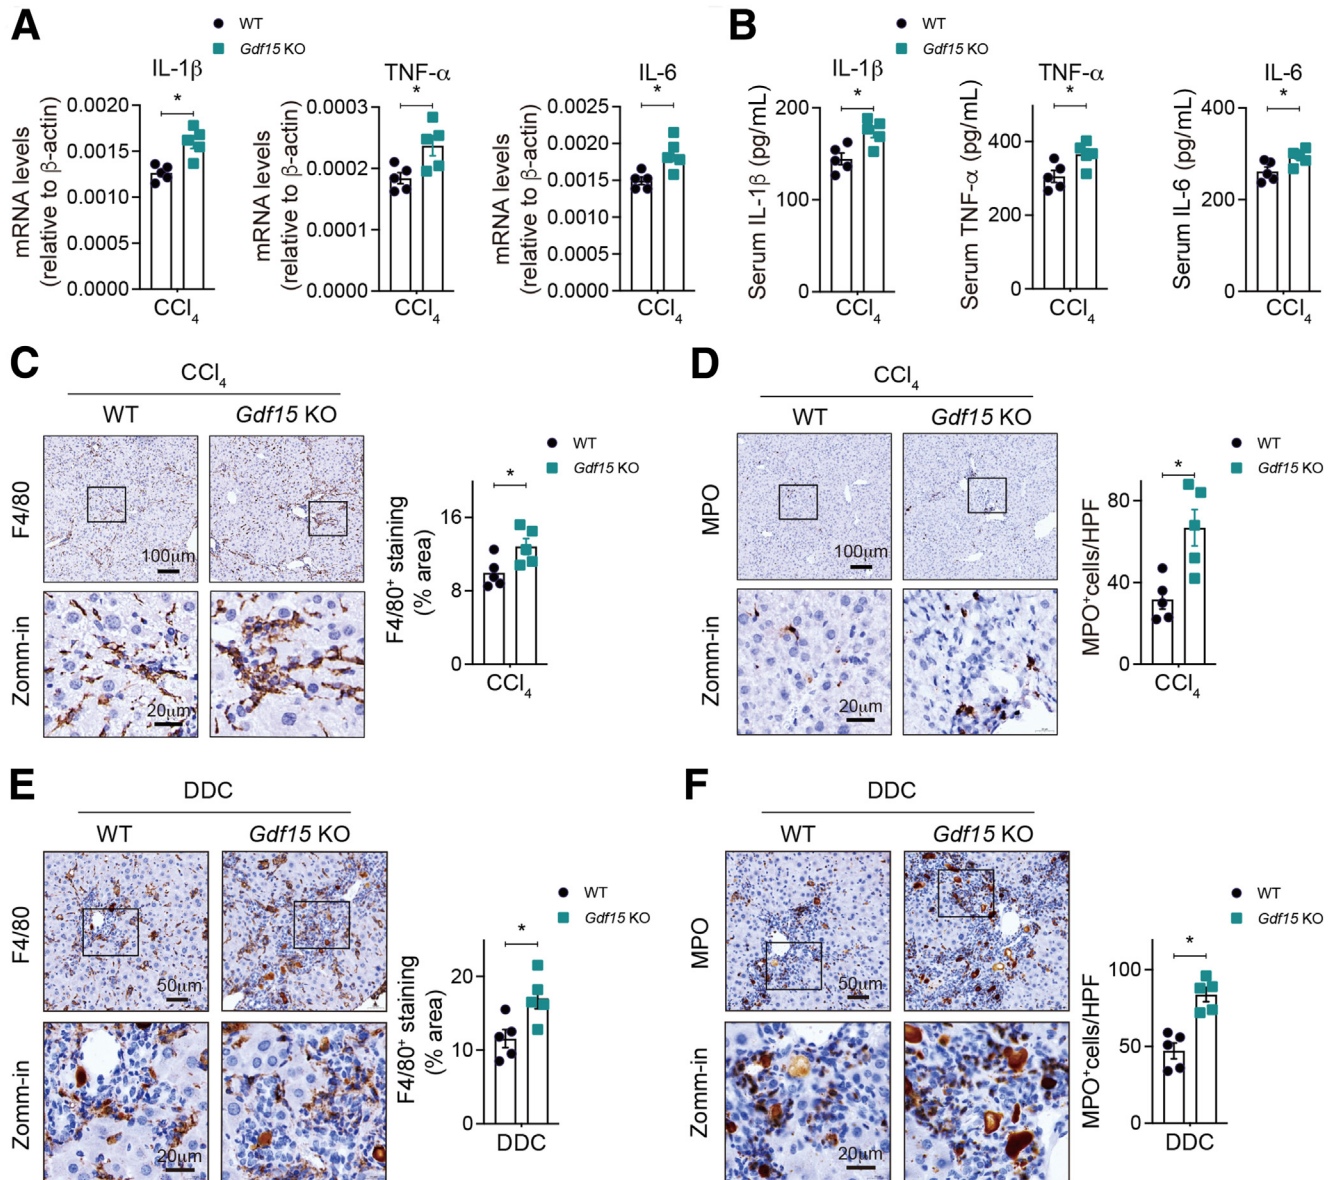 A
WT
Gdf15 KO
IL-1β
*
mRNA levels
(relative to β-actin)
0.0020
0.0015
0.0010
0.0005
0.0000
CCl4
TNF-α
*
mRNA levels
(relative to β-actin)
0.0003
0.0002
0.0001
0.0000
CCl4
IL-6
*
mRNA levels
(relative to β-actin)
0.0025
0.0020
0.0015
0.0010
0.0005
0.0000
CCl4
B
WT
Gdf15 KO
IL-1β
*
Serum IL-1β (pg/mL)
200
100
0
CCl4
TNF-α
*
Serum TNF-α (pg/mL)
400
200
0
CCl4
IL-6
*
Serum IL-6 (pg/mL)
400
200
0
CCl4
C
CCl4
WT
Gdf15 KO
F4/80
100μm
Zomm-in
20μm
WT
Gdf15 KO
*
F4/80+ staining
(% area)
16
8
0
CCl4
D
CCl4
WT
Gdf15 KO
MPO
100μm
Zomm-in
20μm
WT
Gdf15 KO
*
MPO+cells/HPF
80
40
0
CCl4
E
DDC
WT
Gdf15 KO
F4/80
50μm
Zomm-in
20μm
WT
Gdf15 KO
*
F4/80+ staining
(% area)
20
10
0
DDC
F
DDC
WT
Gdf15 KO
MPO
50μm
Zomm-in
20μm
WT
Gdf15 KO
*
MPO+cells/HPF
100
50
0
DDC